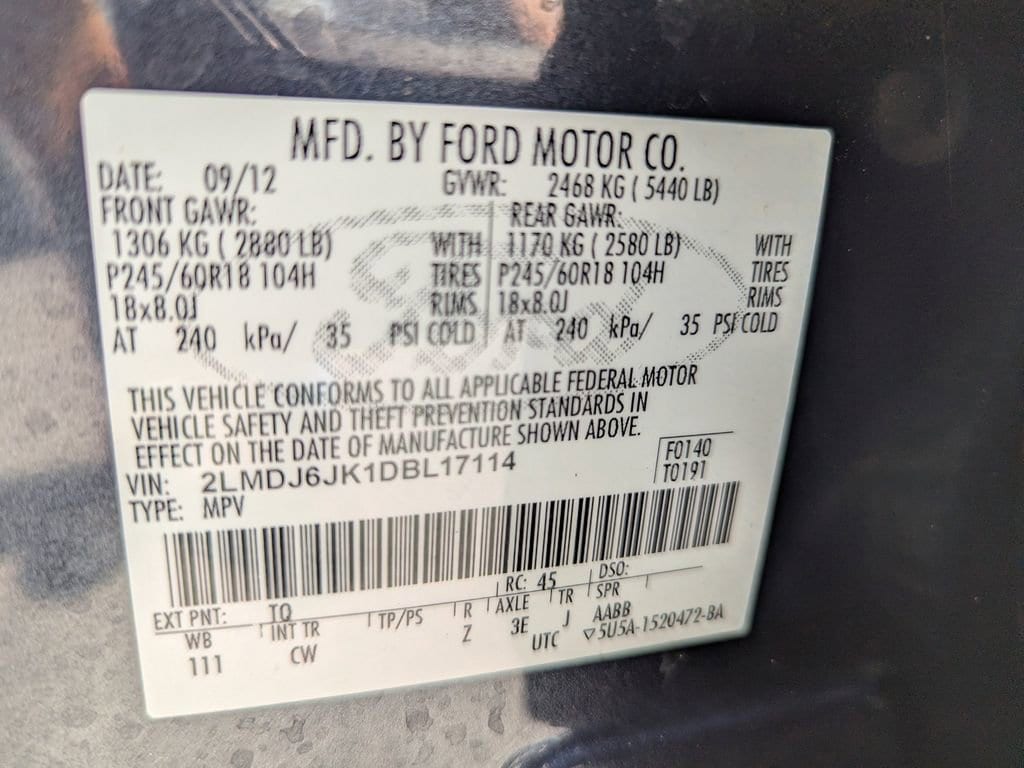 MFD. BY FORD MOTOR CO.
DATE: 09/12 GVWR: 2468 KG ( 5440 LB)
FRONT GAWR: REAR GAWR:
1306 KG ( 2880 LB) WITH 1170 KG ( 2580 LB) WITH
P245/60R18 104H TIRES P245/60R18 104H TIRES
18x8.0J RIMS 18x8.0J RIMS
AT 240 kPa/ 35 PSI COLD AT 240 kPa/ 35 PSI COLD
Ford
THIS VEHICLE CONFORMS TO ALL APPLICABLE FEDERAL MOTOR
VEHICLE SAFETY AND THEFT PREVENTION STANDARDS IN
EFFECT ON THE DATE OF MANUFACTURE SHOWN ABOVE.
F0140
VIN: 2LMDJ6JK1DBL17114
T0191
TYPE: MPV
EXT PNT: TQ RC: 45 DSO:
WB INT TR TP/PS R AXLE TR SPR
111 CW Z 3E J AABB
UTC ▽5U5A-1520472-BA